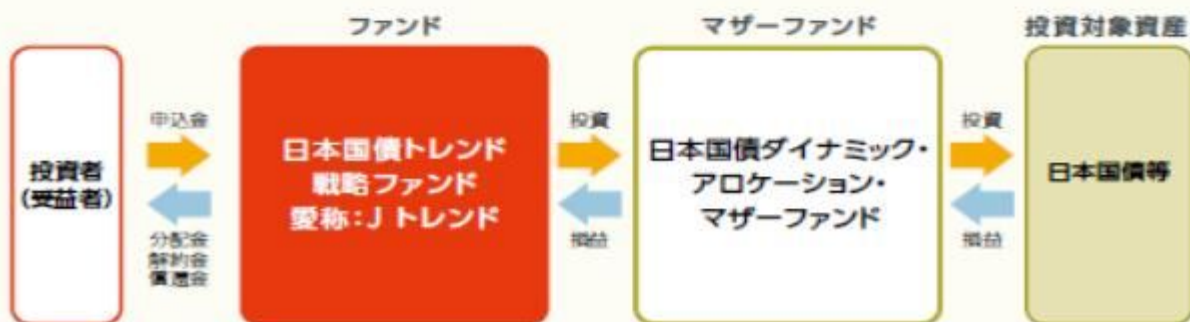 ファンド
マザーファンド
投資対象資産
投資者
(受益者)
申込金
分配金
解約金
償還金
日本国債トレンド
戦略ファンド
愛称:J トレンド
投資
損益
日本国債ダイナミック・
アロケーション・
マザーファンド
投資
損益
日本国債等